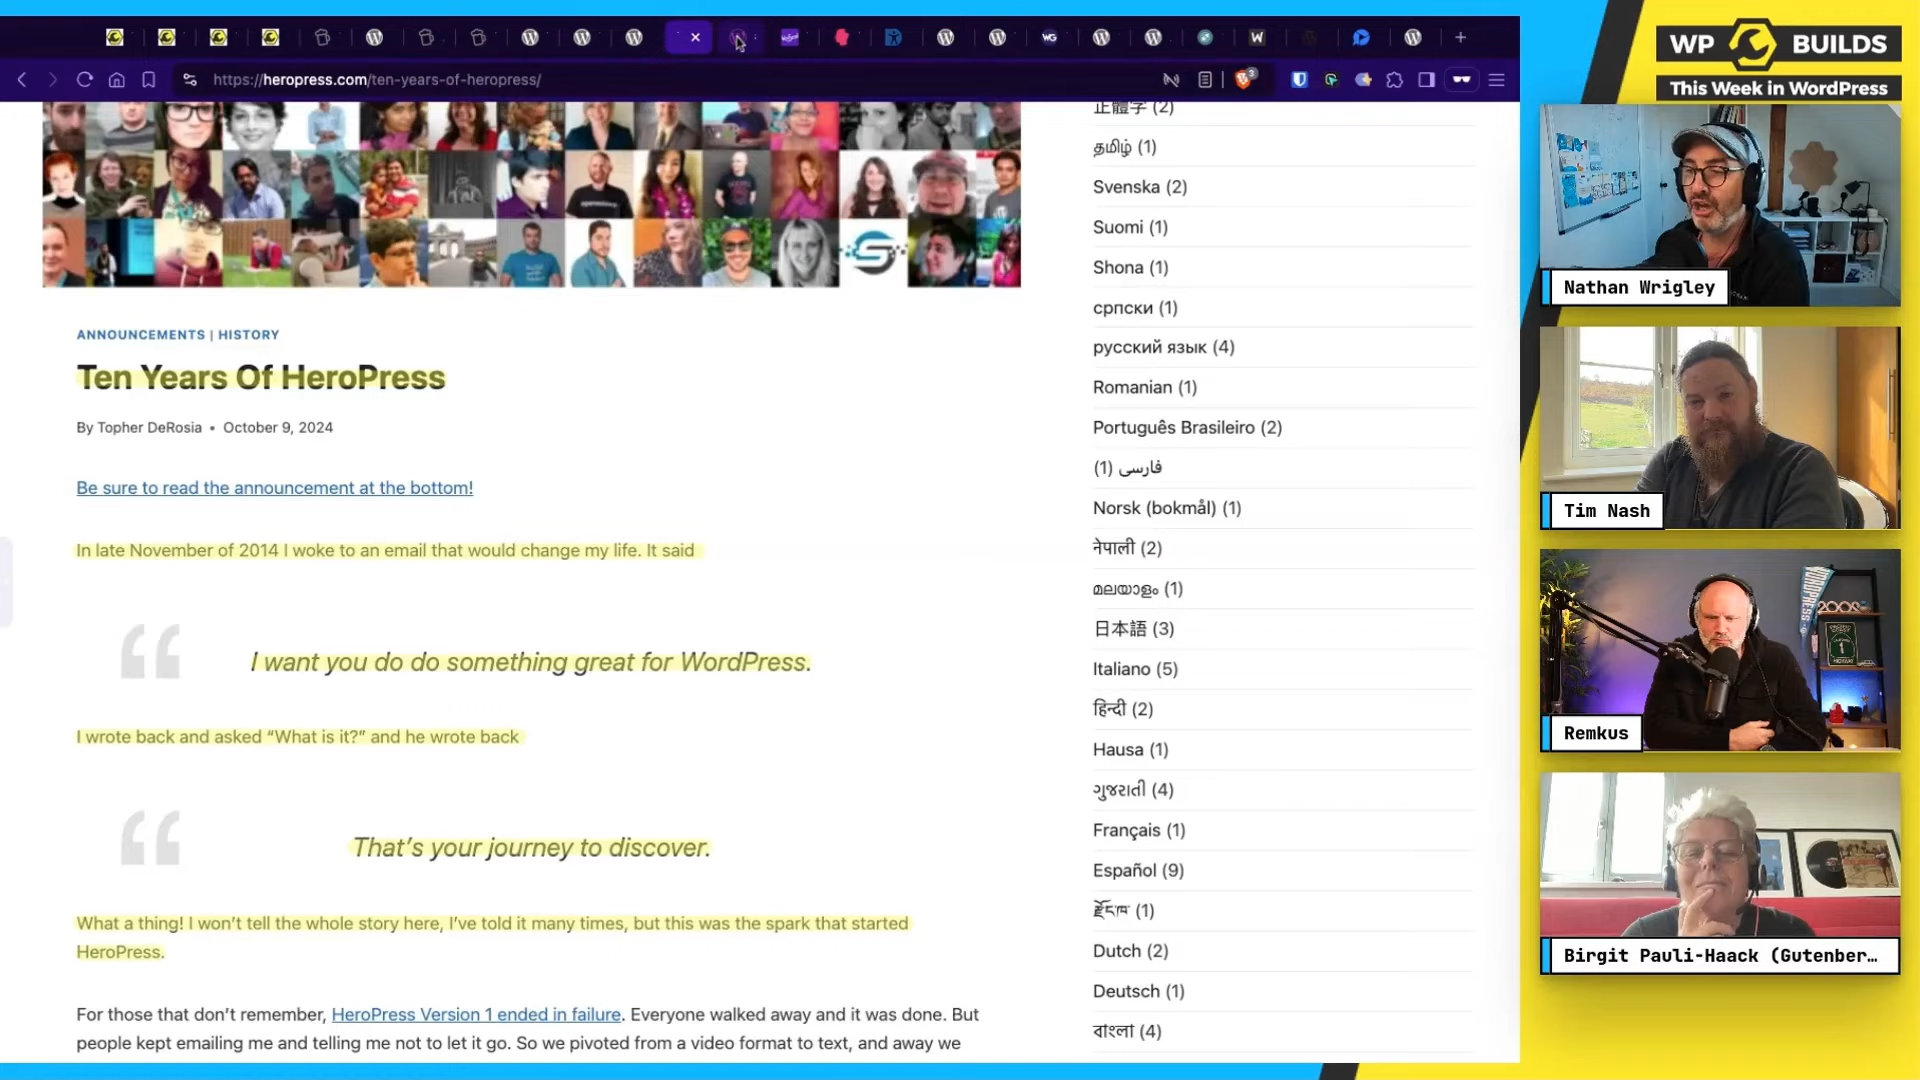 WP BUILDS
This Week in WordPress
https://heropress.com/ten-years-of-heropress/
ANNOUNCEMENTS | HISTORY
Ten Years Of HeroPress
By Topher DeRosia • October 9, 2024
Be sure to read the announcement at the bottom!
In late November of 2014 I woke to an email that would change my life. It said
I want you do do something great for WordPress.
I wrote back and asked “What is it?” and he wrote back
That’s your journey to discover.
What a thing! I won’t tell the whole story here, I’ve told it many times, but this was the spark that started
HeroPress.
For those that don’t remember, HeroPress Version 1 ended in failure. Everyone walked away and it was done. But
people kept emailing me and telling me not to let it go. So we pivoted from a video format to text, and away we
正體字 (2)
தமிழ் (1)
Svenska (2)
Suomi (1)
Shona (1)
српски (1)
русский язык (4)
Romanian (1)
Português Brasileiro (2)
فارسی (1)
Norsk (bokmål) (1)
नेपाली (2)
മലയാളം (1)
日本語 (3)
Italiano (5)
हिन्दी (2)
Hausa (1)
ગુજરાતી (4)
Français (1)
Español (9)
རྫོང་ཁ (1)
Dutch (2)
Deutsch (1)
বাংলা (4)
Nathan Wrigley
Tim Nash
Remkus
Birgit Pauli-Haack (Gutenber…